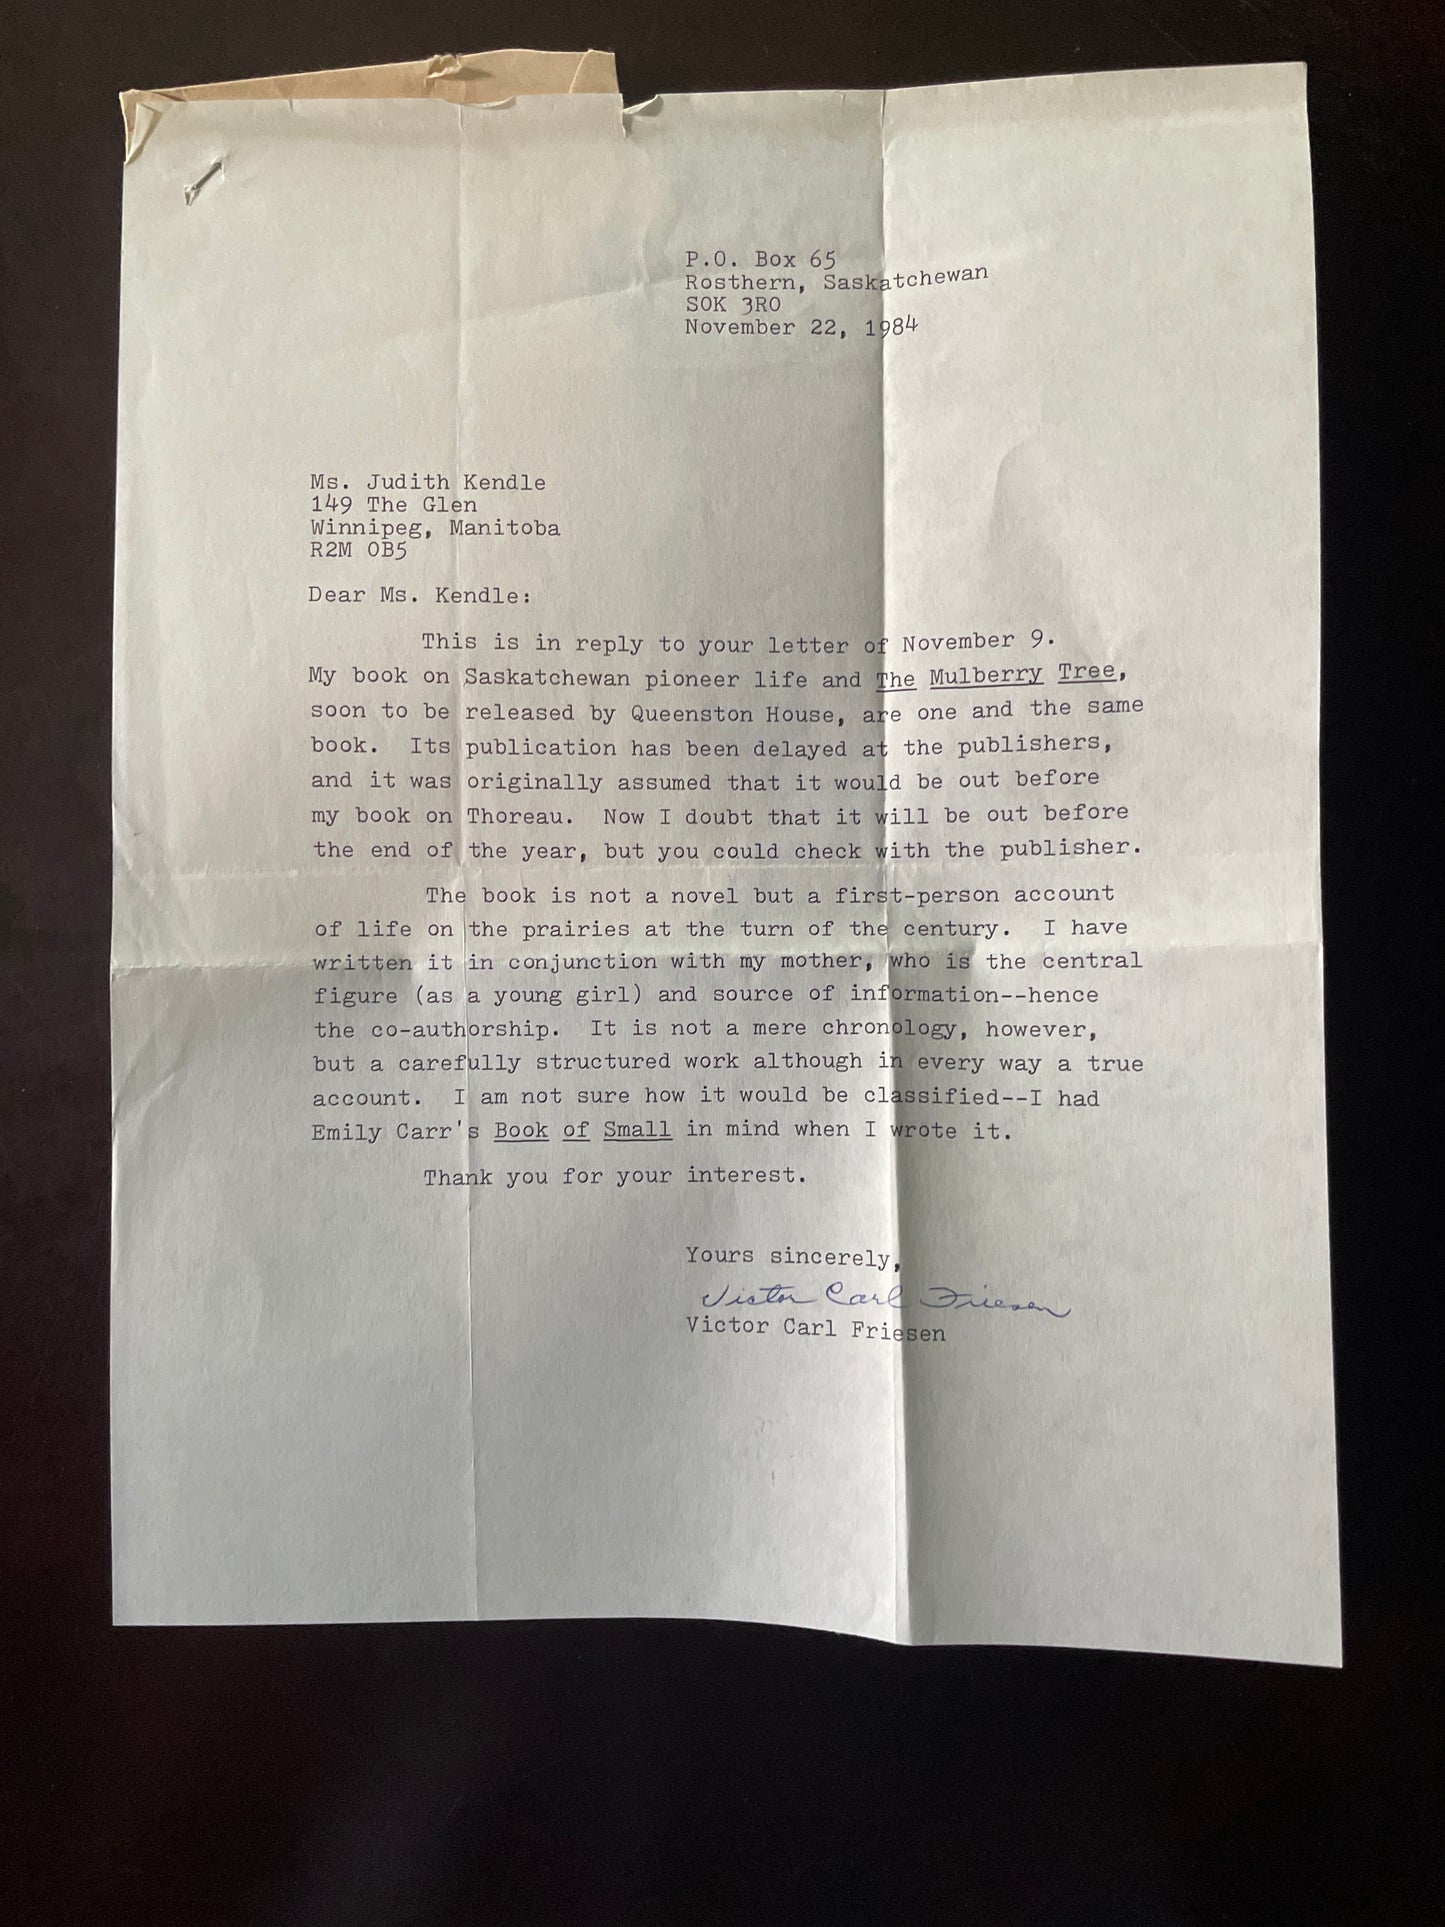 P.O. Box 65
Rosthern, Saskatchewan
S0K 3R0
November 22, 1984
Ms. Judith Kendle
149 The Glen
Winnipeg, Manitoba
R2M 0B5
Dear Ms. Kendle:
This is in reply to your letter of November 9.
My book on Saskatchewan pioneer life and The Mulberry Tree,
soon to be released by Queenston House, are one and the same
book. Its publication has been delayed at the publishers,
and it was originally assumed that it would be out before
my book on Thoreau. Now I doubt that it will be out before
the end of the year, but you could check with the publisher.
The book is not a novel but a first-person account
of life on the prairies at the turn of the century. I have
written it in conjunction with my mother, who is the central
figure (as a young girl) and source of information--hence
the co-authorship. It is not a mere chronology, however,
but a carefully structured work although in every way a true
account. I am not sure how it would be classified--I had
Emily Carr's Book of Small in mind when I wrote it.
Thank you for your interest.
Yours sincerely,
Victor Carl Friesen
Victor Carl Friesen